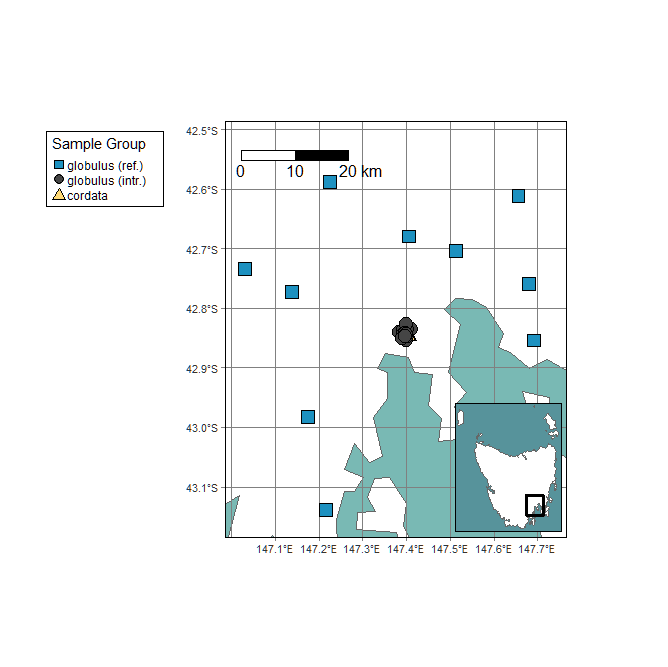 Sample Group
globulus (ref.)
globulus (intr.)
cordata
0 10 20 km
42.5°S
42.6°S
42.7°S
42.8°S
42.9°S
43.0°S
43.1°S
147.1°E 147.2°E 147.3°E 147.4°E 147.5°E 147.6°E 147.7°E